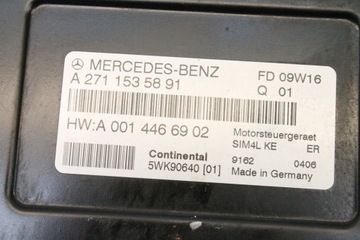 MERCEDES-BENZ FD 09W16
A 271 153 58 91 Q 01
HW:A 001 446 69 02 Motorsteuergeraet
SIM4L KE ER
Continental 9162 0406
5WK90640 [01] Made in Germany